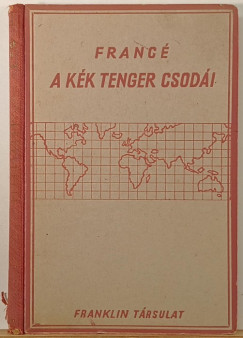 FRANCÉ
A KÉK TENGER CSODÁI
FRANKLIN TÁRSULAT